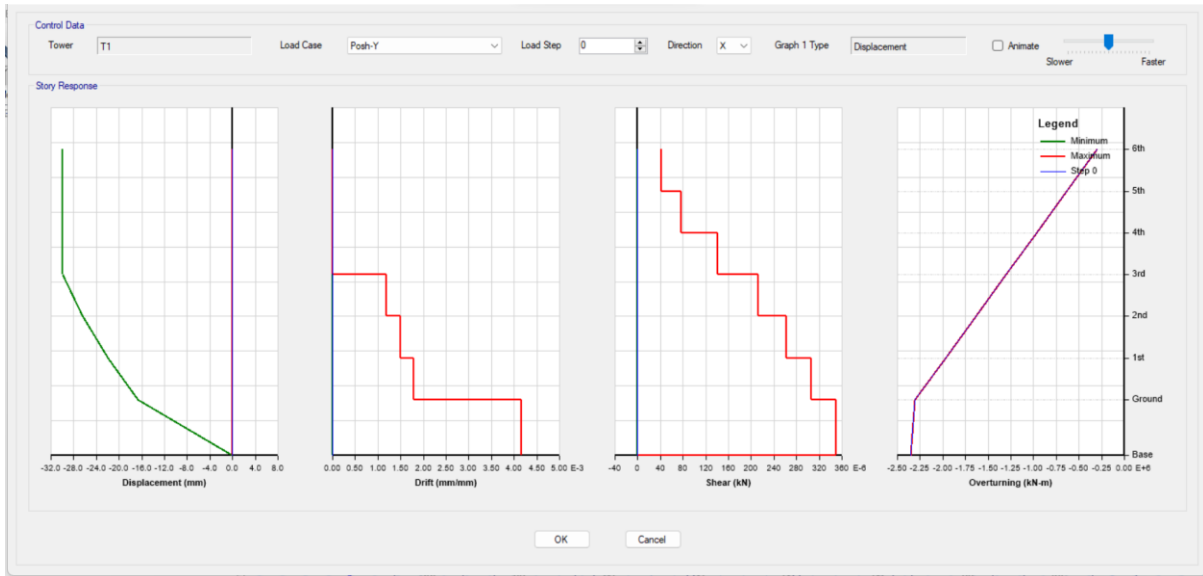 Control Data
Tower T1 Load Case Posh-Y Load Step 0 Direction X Graph 1 Type Displacement Animate
Slower Faster
Story Response
Legend
Minimum
Maximum
Step 0
6th
5th
4th
3rd
2nd
1st
Ground
Base
-32.0 -28.0 -24.0 -20.0 -16.0 -12.0 -8.0 -4.0 0.0 4.0 8.0
Displacement (mm)
0.00 0.50 1.00 1.50 2.00 2.50 3.00 3.50 4.00 4.50 5.00 E-3
Drift (mm/mm)
-40 0 40 80 120 160 200 240 280 320 360 E-6
Shear (kN)
-2.50 -2.25 -2.00 -1.75 -1.50 -1.25 -1.00 -0.75 -0.50 -0.25 0.00 E+6
Overturning (kN-m)
OK Cancel